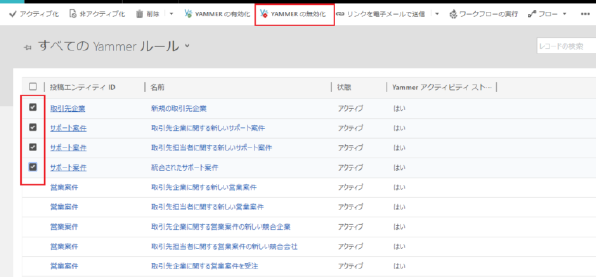 アクティブ化 非アクティブ化 削除 YAMMER の有効化 YAMMER の無効化 リンクを電子メールで送信 ワークフローの実行 フロー
すべての Yammer ルール
レコードの検索
投稿エンティティ ID 名前 状態 Yammer アクティビティ スト…
取引先企業 新規の取引先企業 アクティブ はい
サポート案件 取引先企業に関する新しいサポート案件 アクティブ はい
サポート案件 取引先担当者に関する新しいサポート案件 アクティブ はい
サポート案件 統合されたサポート案件 アクティブ はい
営業案件 取引先企業に関する新しい営業案件 アクティブ はい
営業案件 取引先担当者に関する新しい営業案件 アクティブ はい
営業案件 取引先企業に関する営業案件の新しい競合企業 アクティブ はい
営業案件 取引先担当者に関する営業案件の新しい競合会社 アクティブ はい
営業案件 取引先企業に関する営業案件を受注 アクティブ はい